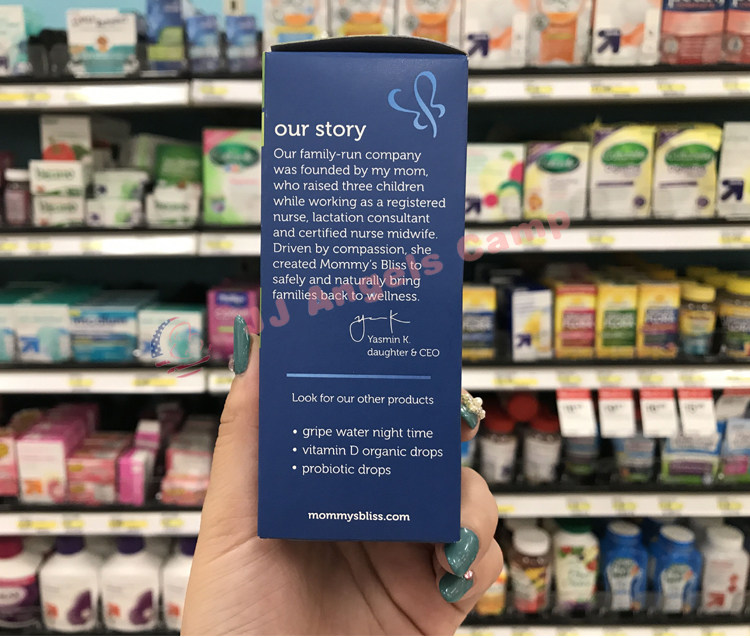 our story
Our family-run company
was founded by my mom,
who raised three children
while working as a registered
nurse, lactation consultant
and certified nurse midwife.
Driven by compassion, she
created Mommy's Bliss to
safely and naturally bring
families back to wellness.
Yasmin K.
daughter & CEO
Look for our other products
• gripe water night time
• vitamin D organic drops
• probiotic drops
mommysbliss.com
J Angels Camp